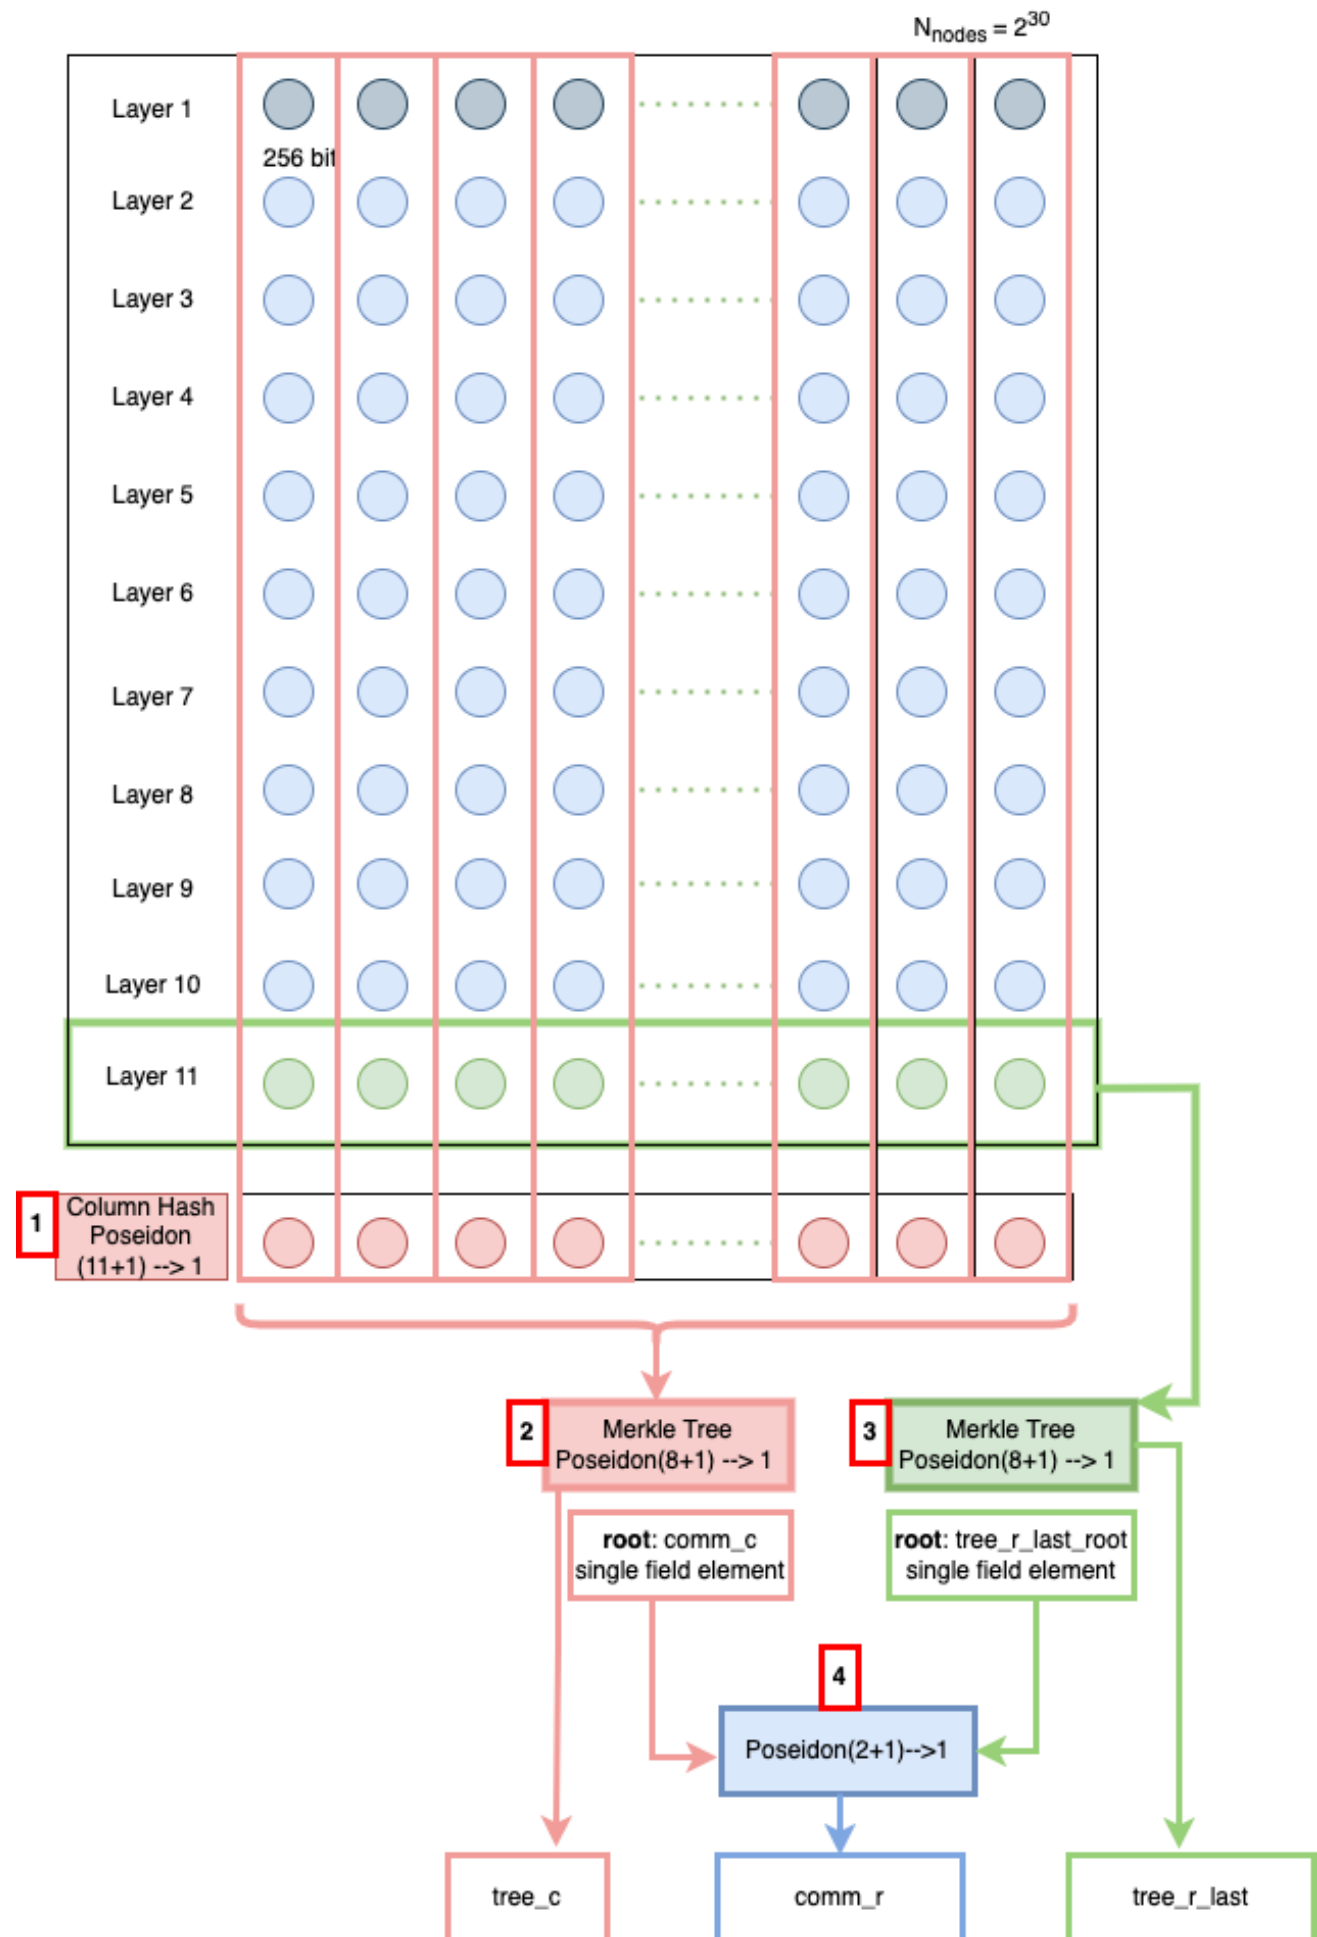 N_nodes = 2^30
Layer 1
256 bit
Layer 2
Layer 3
Layer 4
Layer 5
Layer 6
Layer 7
Layer 8
Layer 9
Layer 10
Layer 11
1
Column Hash
Poseidon
(11+1) --> 1
2
Merkle Tree
Poseidon(8+1) --> 1
3
Merkle Tree
Poseidon(8+1) --> 1
root: comm_c
single field element
root: tree_r_last_root
single field element
4
Poseidon(2+1)-->1
tree_c
comm_r
tree_r_last